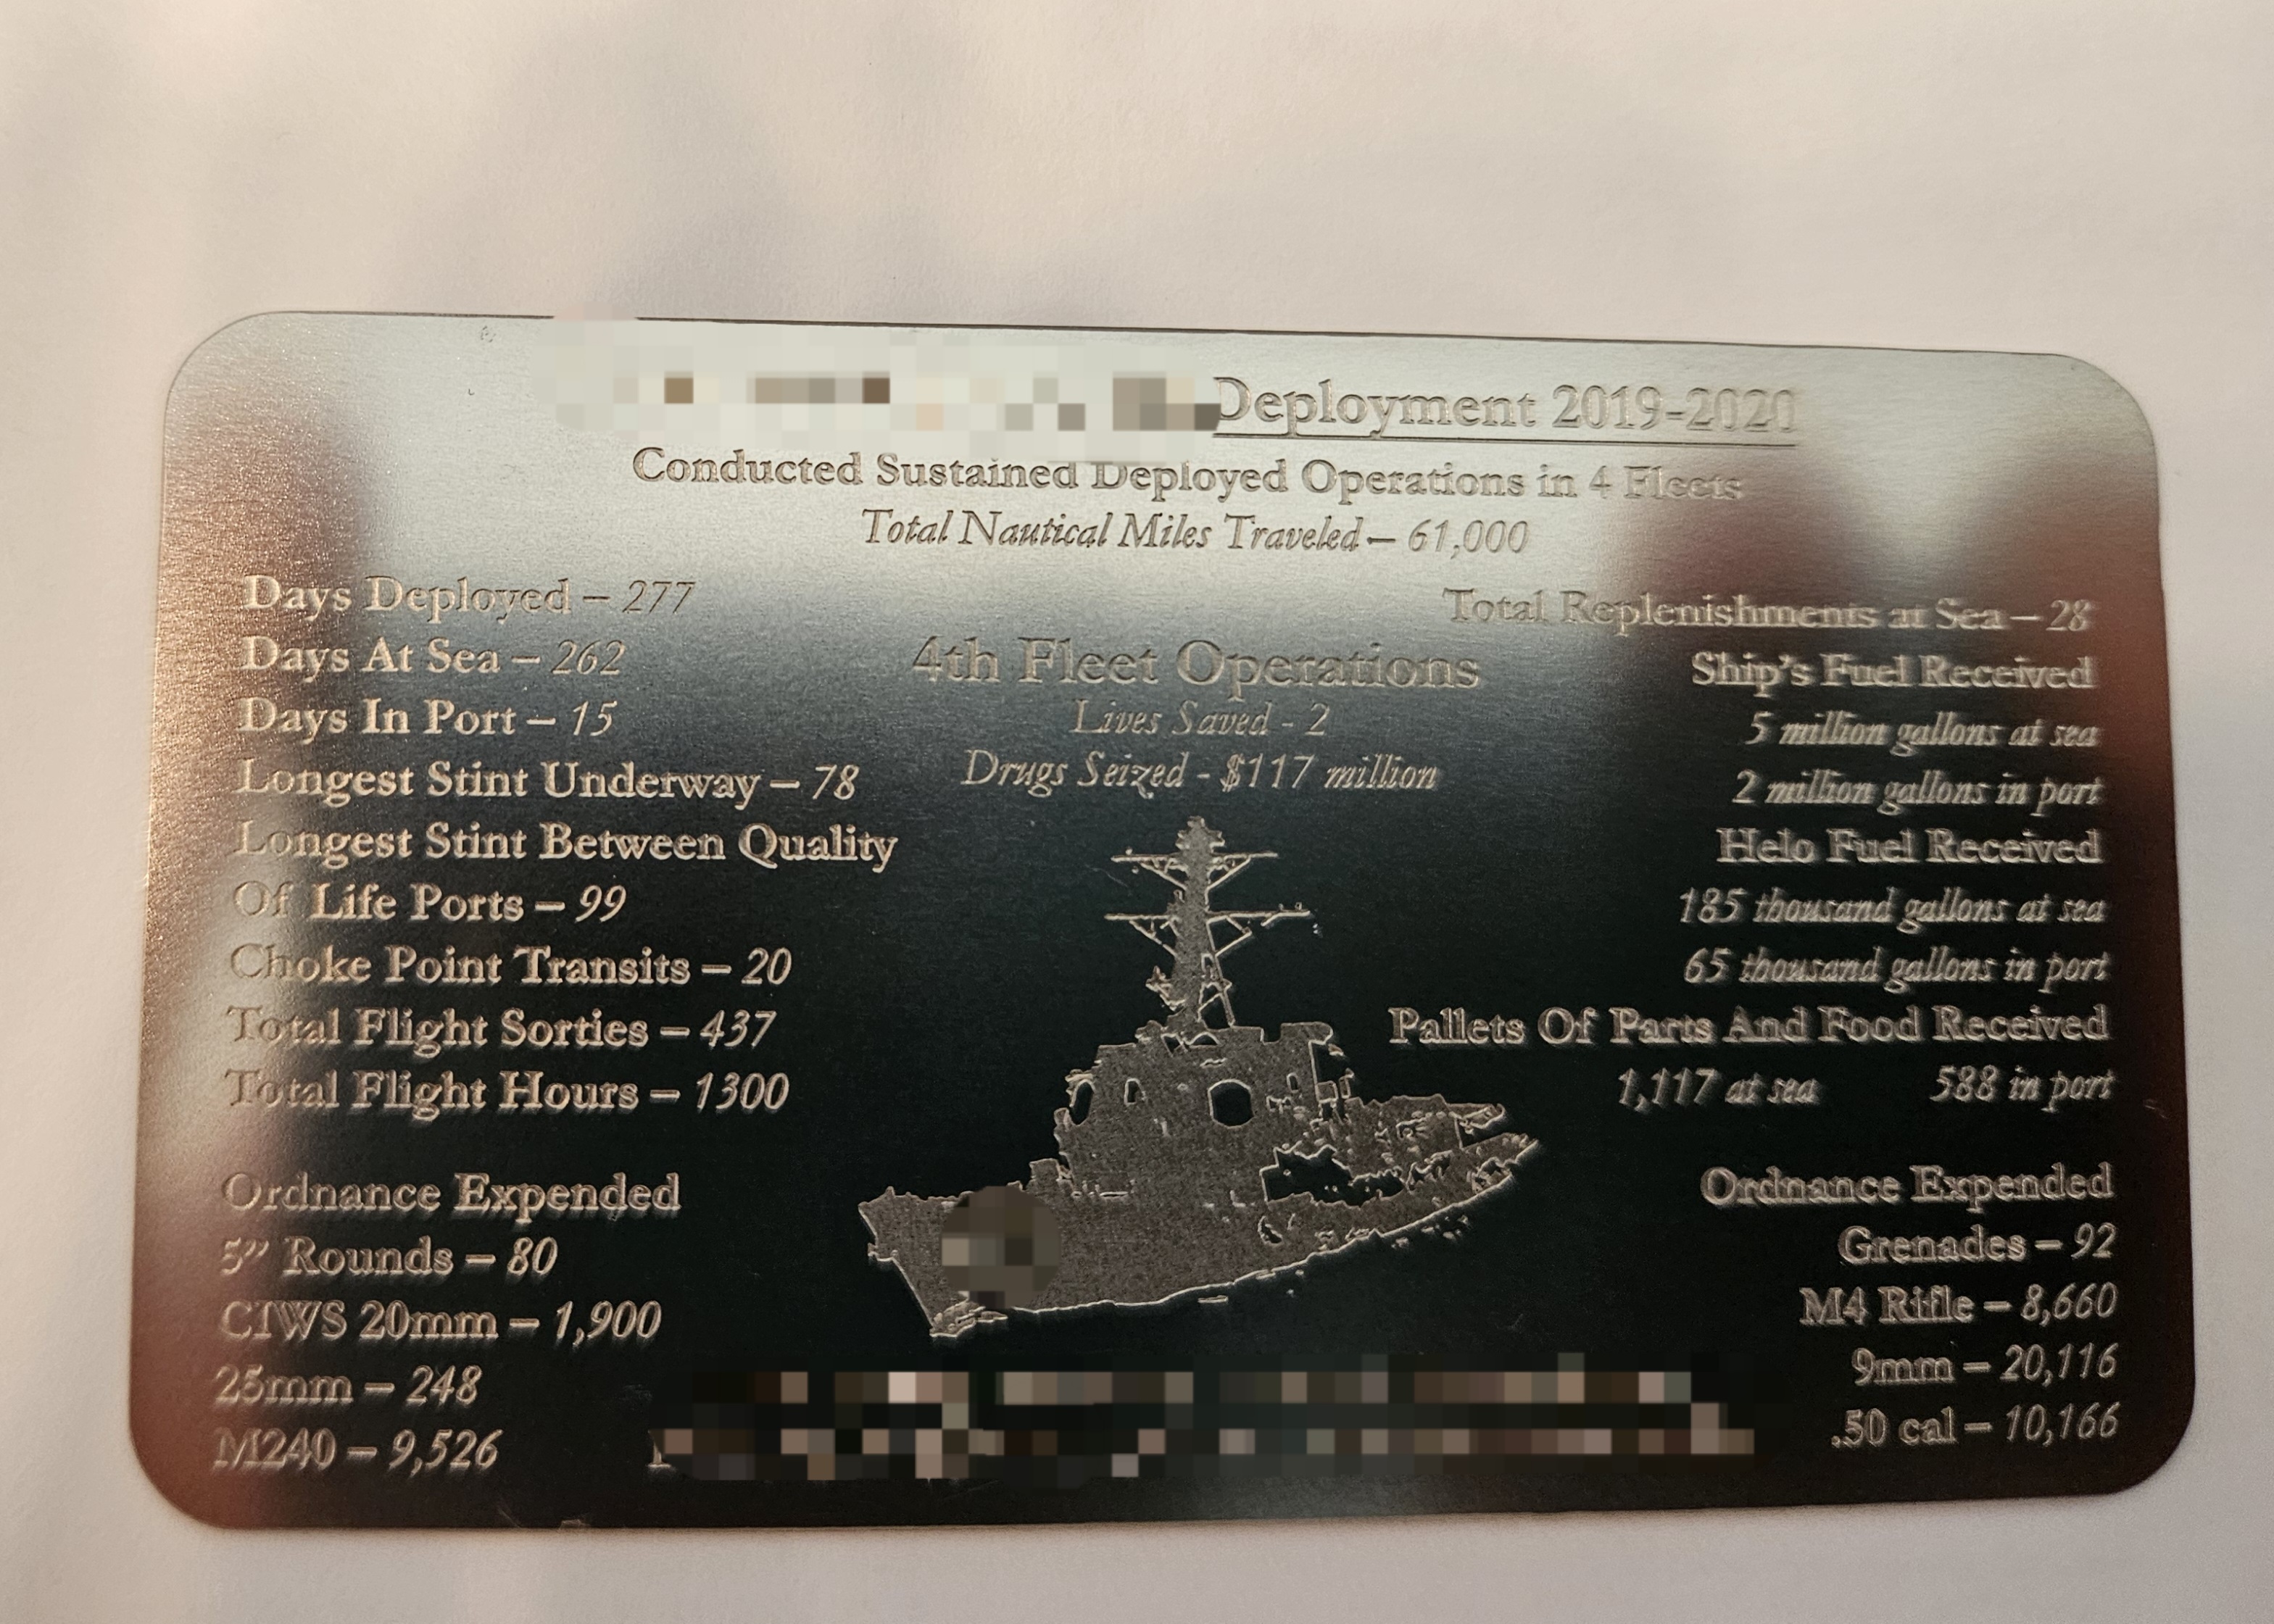 Deployment 2019-2020
Conducted Sustained Deployed Operations in 4 Fleets
Total Nautical Miles Traveled – 61,000
Days Deployed – 277
Days At Sea – 262
Days In Port – 15
Longest Stint Underway – 78
Longest Stint Between Quality
Of Life Ports – 99
Choke Point Transits – 20
Total Flight Sorties – 437
Total Flight Hours – 1300
Ordnance Expended
5” Rounds – 80
CIWS 20mm – 1,900
25mm – 248
M240 – 9,526
4th Fleet Operations
Lives Saved - 2
Drugs Seized - $117 million
Total Replenishments at Sea – 28
Ship’s Fuel Received
5 million gallons at sea
2 million gallons in port
Helo Fuel Received
185 thousand gallons at sea
65 thousand gallons in port
Pallets Of Parts And Food Received
1,117 at sea 588 in port
Ordnance Expended
Grenades – 92
M4 Rifle – 8,660
9mm – 20,116
.50 cal – 10,166